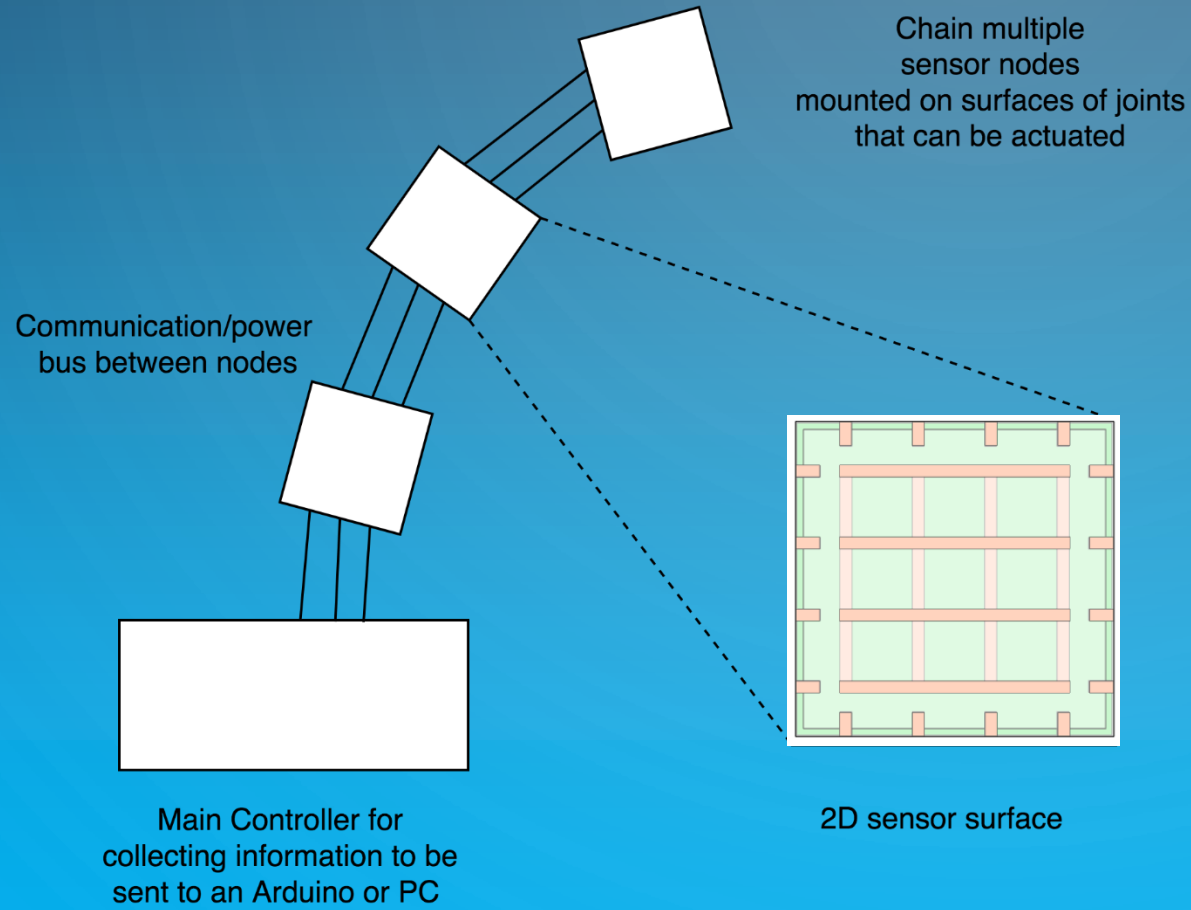 Chain multiple
sensor nodes
mounted on surfaces of joints
that can be actuated
Communication/power
bus between nodes
Main Controller for
collecting information to be
sent to an Arduino or PC
2D sensor surface